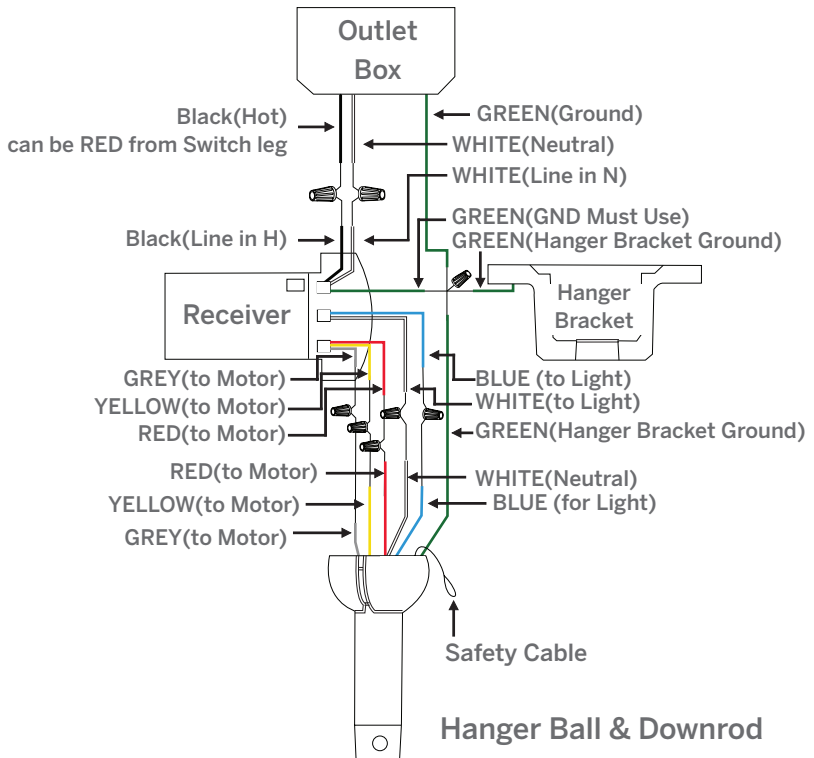 Outlet
Box
Black(Hot)
can be RED from Switch leg
GREEN(Ground)
WHITE(Neutral)
WHITE(Line in N)
GREEN(GND Must Use)
Black(Line in H)
GREEN(Hanger Bracket Ground)
Receiver
Hanger
Bracket
GREY(to Motor)
BLUE (to Light)
YELLOW(to Motor)
WHITE(to Light)
RED(to Motor)
GREEN(Hanger Bracket Ground)
RED(to Motor)
WHITE(Neutral)
YELLOW(to Motor)
BLUE (for Light)
GREY(to Motor)
Safety Cable
Hanger Ball & Downrod